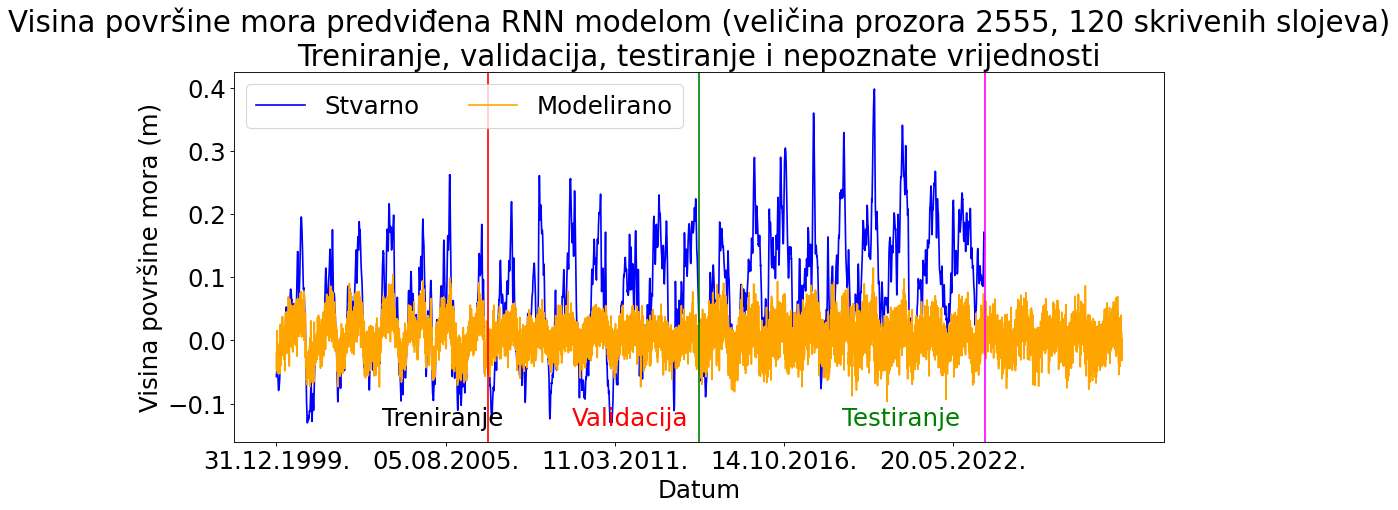 Visina površine mora predviđena RNN modelom (veličina prozora 2555, 120 skrivenih slojeva)
Treniranje, validacija, testiranje i nepoznate vrijednosti
Stvarno
Modelirano
Visina površine mora (m)
0.4
0.3
0.2
0.1
0.0
−0.1
Treniranje
Validacija
Testiranje
31.12.1999.
05.08.2005.
11.03.2011.
14.10.2016.
20.05.2022.
Datum